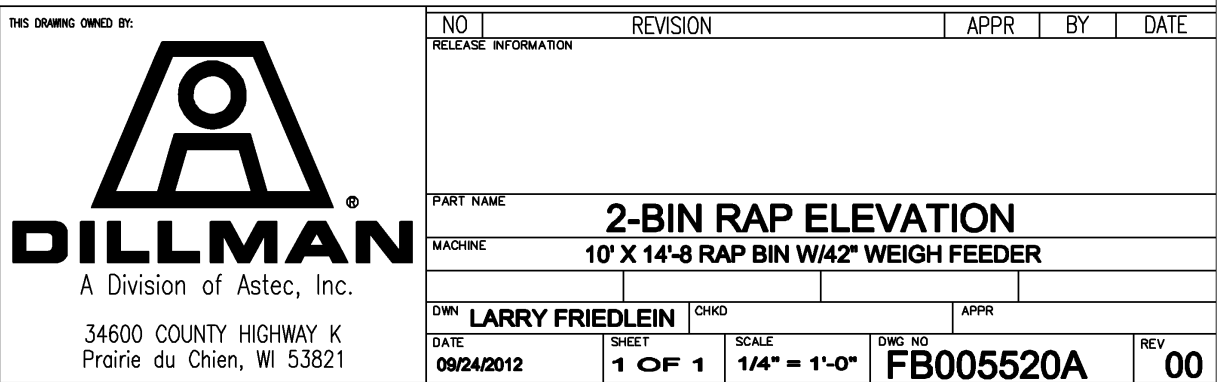 THIS DRAWING OWNED BY:
DILLMAN®
A Division of Astec, Inc.
34600 COUNTY HIGHWAY K
Prairie du Chien, WI 53821
NO REVISION APPR BY DATE
RELEASE INFORMATION
PART NAME
2-BIN RAP ELEVATION
MACHINE
10' X 14'-8 RAP BIN W/42" WEIGH FEEDER
DWN LARRY FRIEDLEIN CHKD APPR
DATE SHEET SCALE DWG NO REV
09/24/2012 1 OF 1 1/4" = 1'-0" FB005520A 00